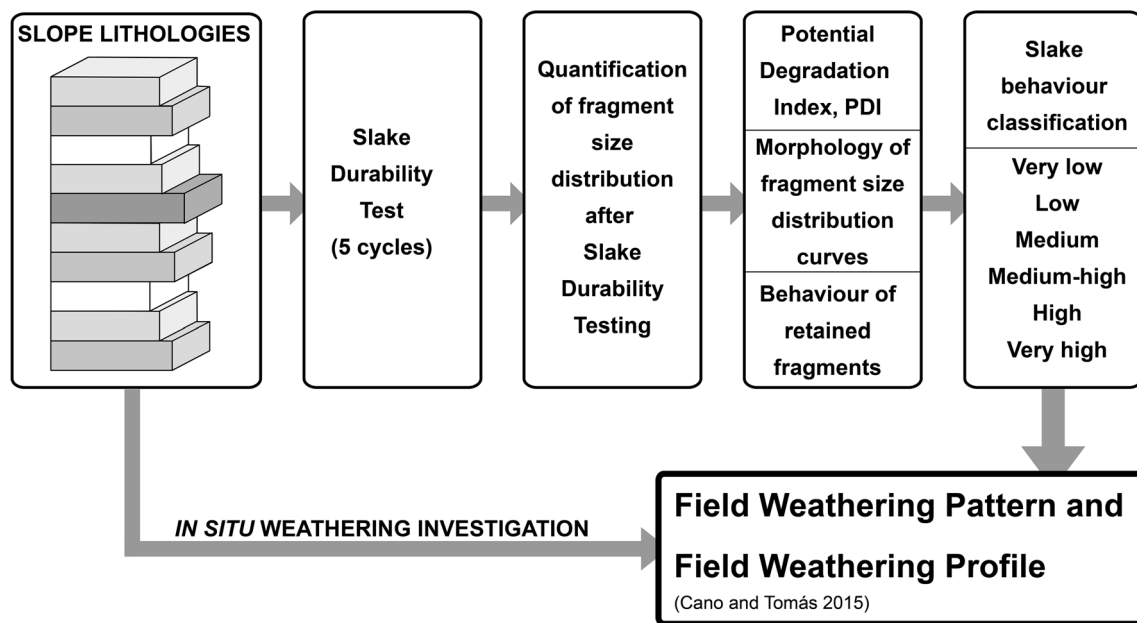 SLOPE LITHOLOGIES
Slake
Durability
Test
(5 cycles)
Quantification
of fragment
size
distribution
after
Slake
Durability
Testing
Potential
Degradation
Index, PDI
Morphology of
fragment size
distribution
curves
Behaviour of
retained
fragments
Slake
behaviour
classification
Very low
Low
Medium
Medium-high
High
Very high
IN SITU WEATHERING INVESTIGATION
Field Weathering Pattern and
Field Weathering Profile
(Cano and Tomás 2015)